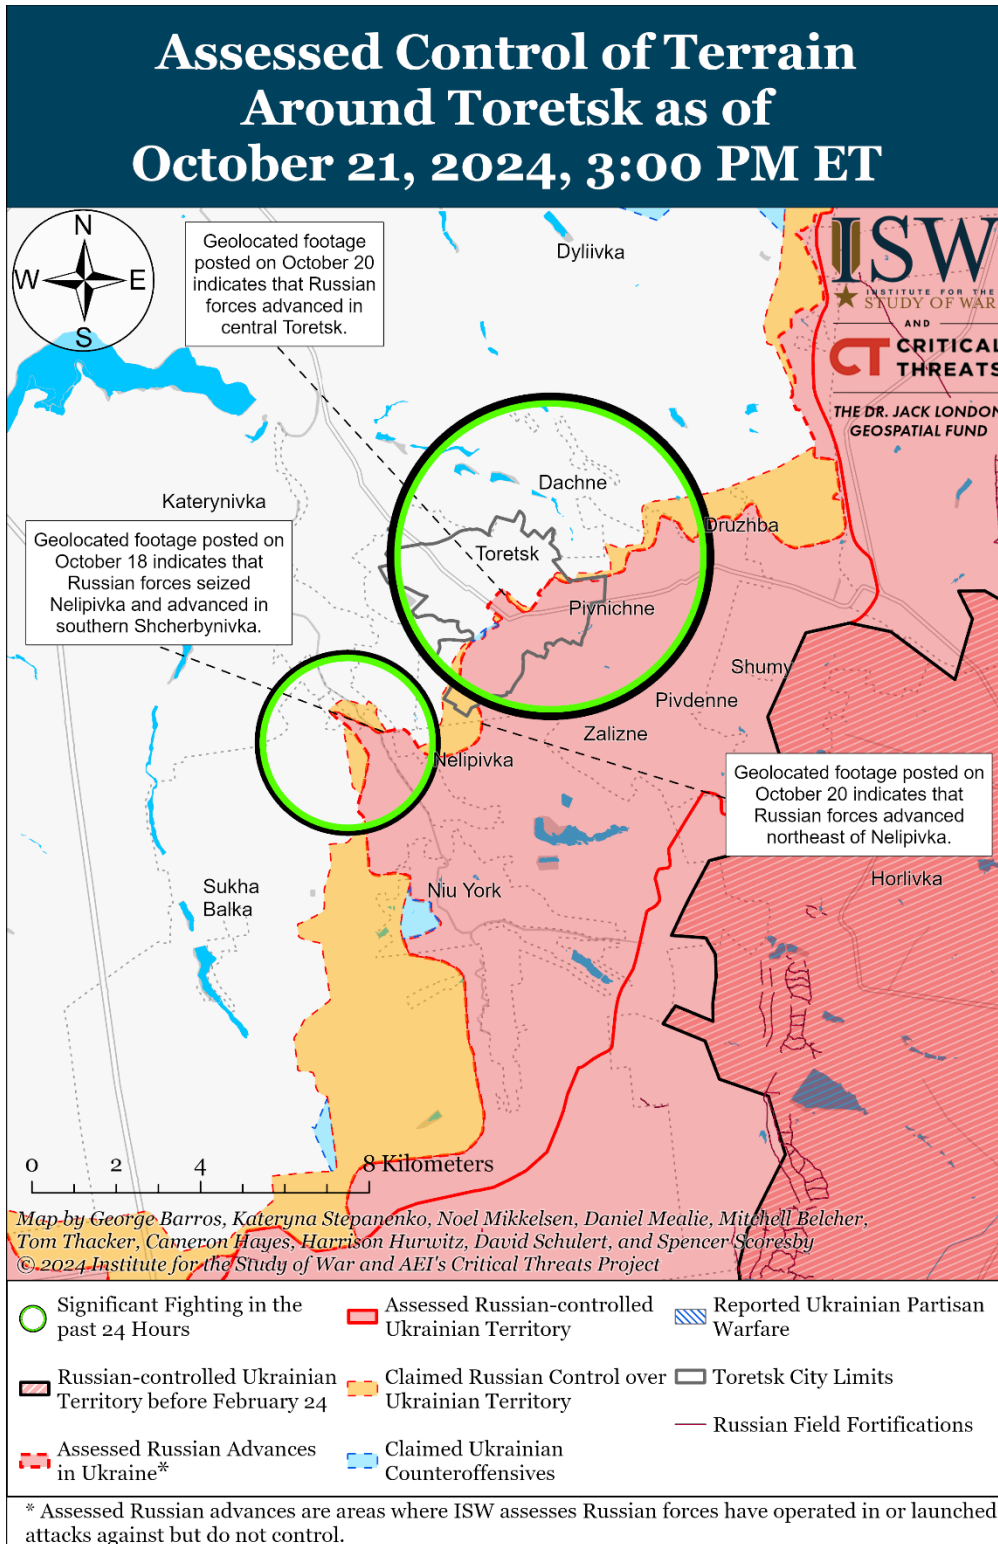 Assessed Control of Terrain
Around Toretsk as of
October 21, 2024, 3:00 PM ET
N
W
E
S
Geolocated footage
posted on October 20
indicates that Russian
forces advanced in
central Toretsk.
Dyliivka
ISW
INSTITUTE FOR THE
STUDY OF WAR
AND
CT CRITICAL
THREATS
THE DR. JACK LONDON
GEOSPATIAL FUND
Katerynivka
Dachne
Druzhba
Toretsk
Geolocated footage posted on
October 18 indicates that
Russian forces seized
Nelipivka and advanced in
southern Shcherbynivka.
Pivnichne
Shumy
Pivdenne
Zalizne
Nelipivka
Geolocated footage posted on
October 20 indicates that
Russian forces advanced
northeast of Nelipivka.
Horlivka
Niu York
Sukha
Balka
0 2 4 8 Kilometers
Map by George Barros, Kateryna Stepanenko, Noel Mikkelsen, Daniel Mealie, Mitchell Belcher,
Tom Thacker, Cameron Hayes, Harrison Hurwitz, David Schulert, and Spencer Scoresby
© 2024 Institute for the Study of War and AEI's Critical Threats Project
Significant Fighting in the
past 24 Hours
Russian-controlled Ukrainian
Territory before February 24
Assessed Russian Advances
in Ukraine*
Assessed Russian-controlled
Ukrainian Territory
Claimed Russian Control over
Ukrainian Territory
Claimed Ukrainian
Counteroffensives
Reported Ukrainian Partisan
Warfare
Toretsk City Limits
Russian Field Fortifications
* Assessed Russian advances are areas where ISW assesses Russian forces have operated in or launched
attacks against but do not control.